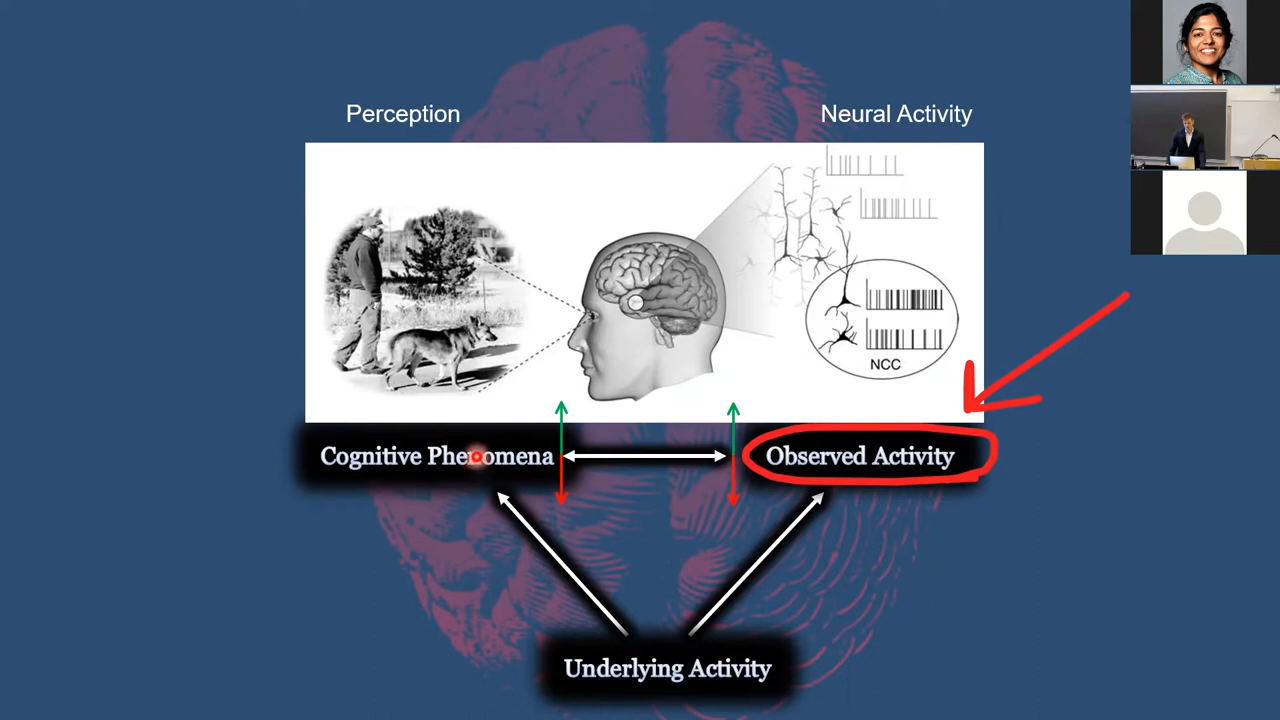 Perception
Neural Activity
NCC
Cognitive Phenomena
Observed Activity
Underlying Activity